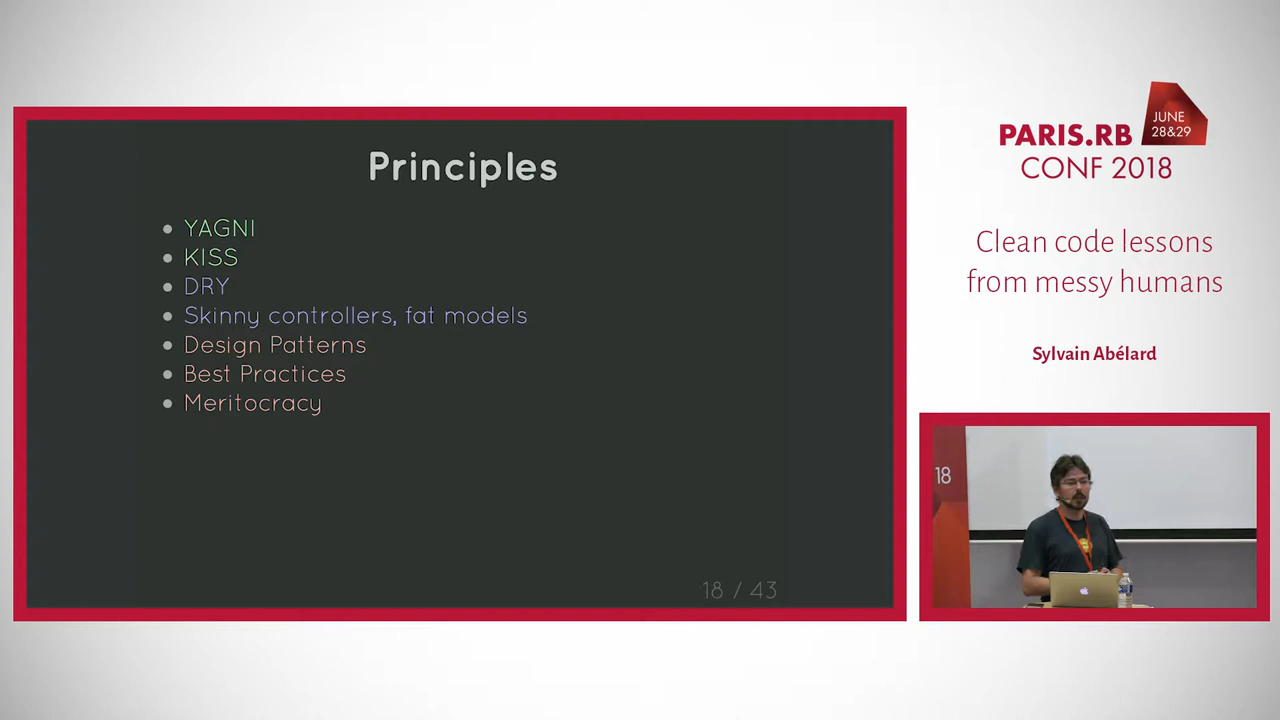 Principles
YAGNI
KISS
DRY
Skinny controllers, fat models
Design Patterns
Best Practices
Meritocracy
18 / 43
PARIS.RB
JUNE
28&29
CONF 2018
Clean code lessons
from messy humans
Sylvain Abélard
18